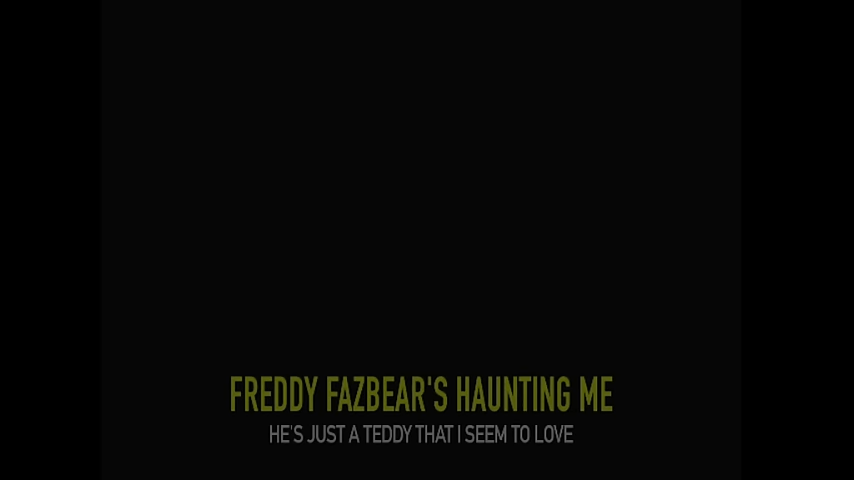 FREDDY FAZBEAR'S HAUNTING ME
HE'S JUST A TEDDY THAT I SEEM TO LOVE